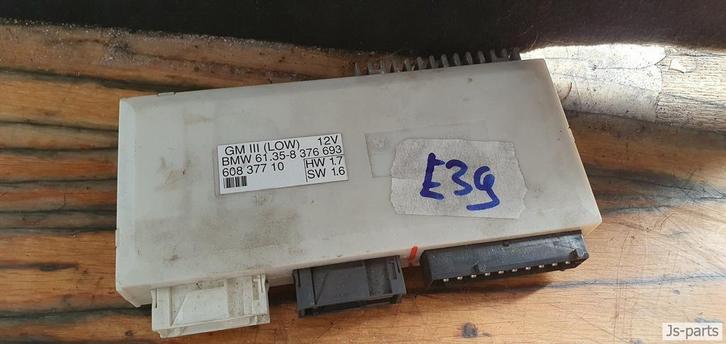 GM III (LOW) 12V
BMW 61.35-8 376 693
608 377 10 HW 1.7
SW 1.6
E39
Js-parts